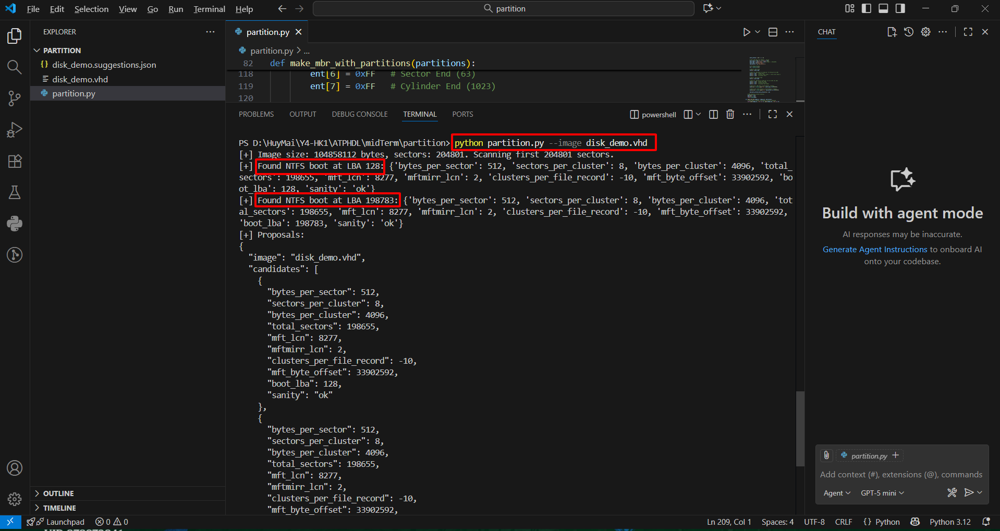 File Edit Selection View Go Run Terminal Help
partition
EXPLORER
PARTITION
disk_demo.suggestions.json
disk_demo.vhd
partition.py
OUTLINE
TIMELINE
partition.py
partition.py > ...
82 def make_mbr_with_partitions(partitions):
118 ent[6] = 0xFF # Sector End (63)
119 ent[7] = 0xFF # Cylinder End (1023)
120
PROBLEMS OUTPUT DEBUG CONSOLE TERMINAL PORTS
powershell
PS D:\HuyMai\Y4-HK1\ATPHDL\midTerm\partition> python partition.py --image disk_demo.vhd
[+] Image size: 104858112 bytes, sectors: 204801. Scanning first 204801 sectors.
[+] Found NTFS boot at LBA 128: {'bytes_per_sector': 512, 'sectors_per_cluster': 8, 'bytes_per_cluster': 4096, 'total_
sectors': 198655, 'mft_lcn': 8277, 'mftmirr_lcn': 2, 'clusters_per_file_record': -10, 'mft_byte_offset': 33902592, 'bo
ot_lba': 128, 'sanity': 'ok'}
[+] Found NTFS boot at LBA 198783: {'bytes_per_sector': 512, 'sectors_per_cluster': 8, 'bytes_per_cluster': 4096, 'tot
al_sectors': 198655, 'mft_lcn': 8277, 'mftmirr_lcn': 2, 'clusters_per_file_record': -10, 'mft_byte_offset': 33902592,
'boot_lba': 198783, 'sanity': 'ok'}
[+] Proposals:
{
"image": "disk_demo.vhd",
"candidates": [
{
"bytes_per_sector": 512,
"sectors_per_cluster": 8,
"bytes_per_cluster": 4096,
"total_sectors": 198655,
"mft_lcn": 8277,
"mftmirr_lcn": 2,
"clusters_per_file_record": -10,
"mft_byte_offset": 33902592,
"boot_lba": 128,
"sanity": "ok"
},
{
"bytes_per_sector": 512,
"sectors_per_cluster": 8,
"bytes_per_cluster": 4096,
"total_sectors": 198655,
"mft_lcn": 8277,
"mftmirr_lcn": 2,
"clusters_per_file_record": -10,
"mft_byte_offset": 33902592,
CHAT
Build with agent mode
AI responses may be inaccurate.
Generate Agent Instructions to onboard AI
onto your codebase.
partition.py
Add context (#), extensions (@), commands
Agent GPT-5 mini
Launchpad 0 0 Ln 209, Col 1 Spaces: 4 UTF-8 CRLF {} Python Python 3.12